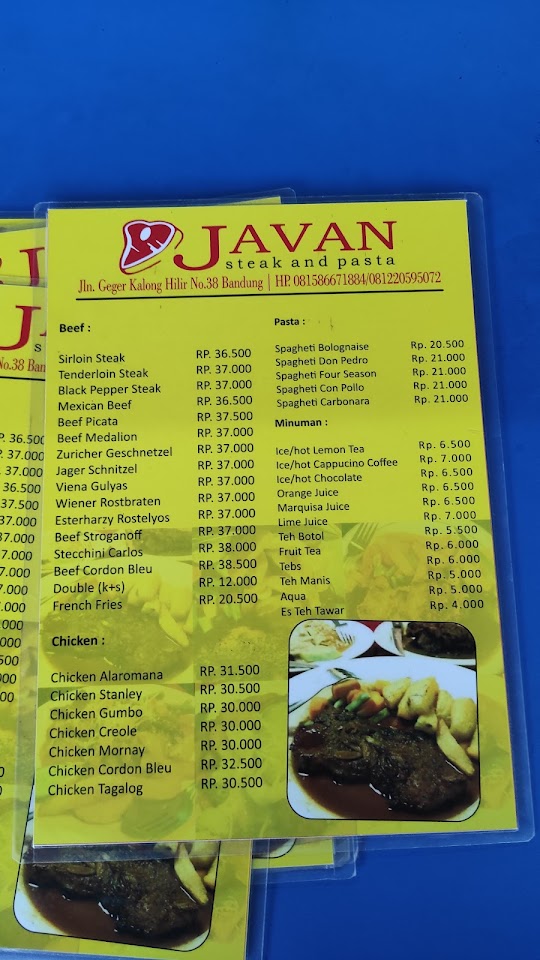 JAVAN
steak and pasta
Jln. Geger Kalong Hilir No.38 Bandung | HP. 081586671884/081220595072
Beef :
Sirloin Steak RP. 36.500
Tenderloin Steak RP. 37.000
Black Pepper Steak RP. 37.000
Mexican Beef RP. 36.500
Beef Picata RP. 37.500
Beef Medalion RP. 37.000
Zuricher Geschnetzel RP. 37.000
Jager Schnitzel RP. 37.000
Viena Gulyas RP. 37.000
Wiener Rostbraten RP. 37.000
Esterharzy Rostelyos RP. 37.000
Beef Stroganoff RP. 37.000
Stecchini Carlos RP. 38.000
Beef Cordon Bleu RP. 38.500
Double (k+s) RP. 12.000
French Fries RP. 20.500
Chicken :
Chicken Alaromana RP. 31.500
Chicken Stanley RP. 30.500
Chicken Gumbo RP. 30.000
Chicken Creole RP. 30.000
Chicken Mornay RP. 30.000
Chicken Cordon Bleu RP. 32.500
Chicken Tagalog RP. 30.500
Pasta :
Spagheti Bolognaise Rp. 20.500
Spagheti Don Pedro Rp. 21.000
Spagheti Four Season Rp. 21.000
Spagheti Con Pollo Rp. 21.000
Spagheti Carbonara Rp. 21.000
Minuman :
Ice/hot Lemon Tea Rp. 6.500
Ice/hot Cappucino Coffee Rp. 7.000
Ice/hot Chocolate Rp. 6.500
Orange Juice Rp. 6.500
Marquisa Juice Rp. 6.500
Lime Juice Rp. 7.000
Teh Botol Rp. 5.500
Fruit Tea Rp. 6.000
Tebs Rp. 6.000
Teh Manis Rp. 5.000
Aqua Rp. 5.000
Es Teh Tawar Rp. 4.000